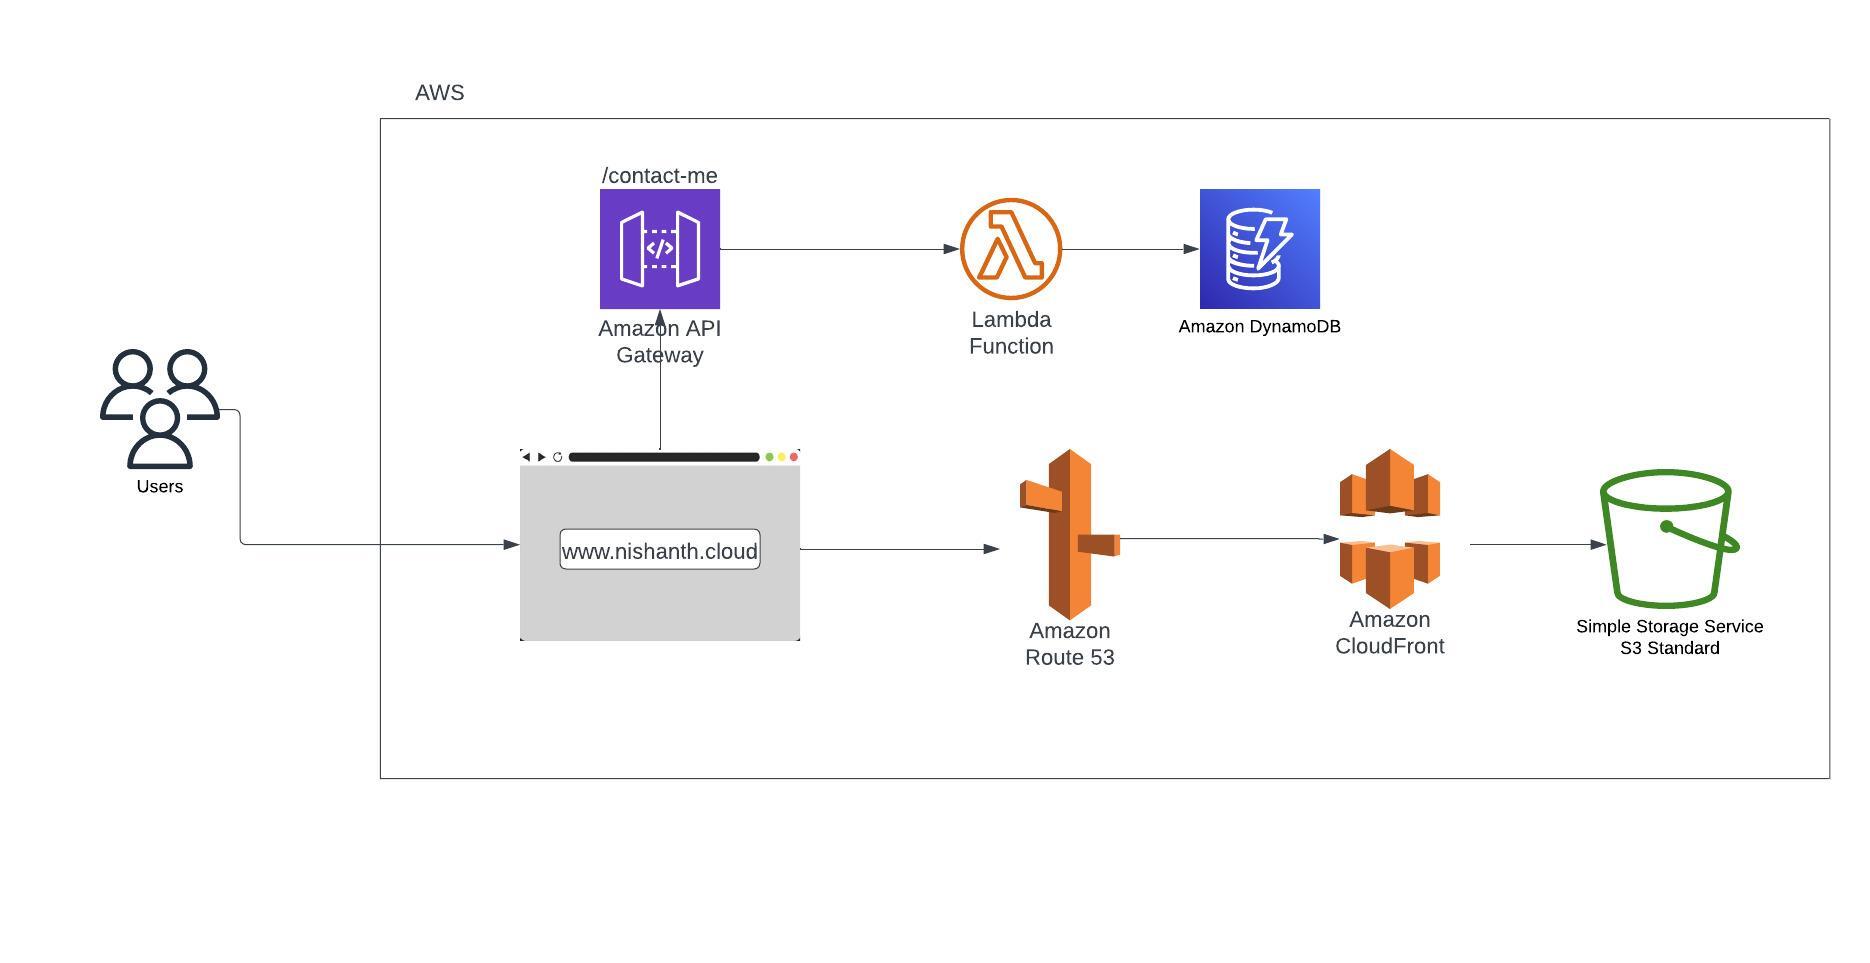 AWS
/contact-me
Amazon API
Gateway
Lambda
Function
Amazon DynamoDB
Users
www.nishanth.cloud
Amazon
Route 53
Amazon
CloudFront
Simple Storage Service
S3 Standard